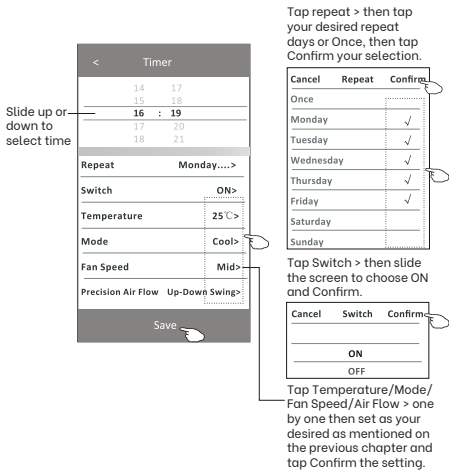 Tap repeat > then tap
your desired repeat
days or Once, then tap
Confirm your selection.
< Timer
14 17
15 18
16 : 19
17 20
18 21
Slide up or
down to
select time
Repeat Monday....>
Switch ON>
Temperature 25℃>
Mode Cool>
Fan Speed Mid>
Precision Air Flow Up-Down Swing>
Save
Cancel Repeat Confirm
Once
Monday √
Tuesday √
Wednesday √
Thursday √
Friday √
Saturday
Sunday
Tap Switch > then slide
the screen to choose ON
and Confirm.
Cancel Switch Confirm
ON
OFF
Tap Temperature/Mode/
Fan Speed/Air Flow > one
by one then set as your
desired as mentioned on
the previous chapter and
tap Confirm the setting.